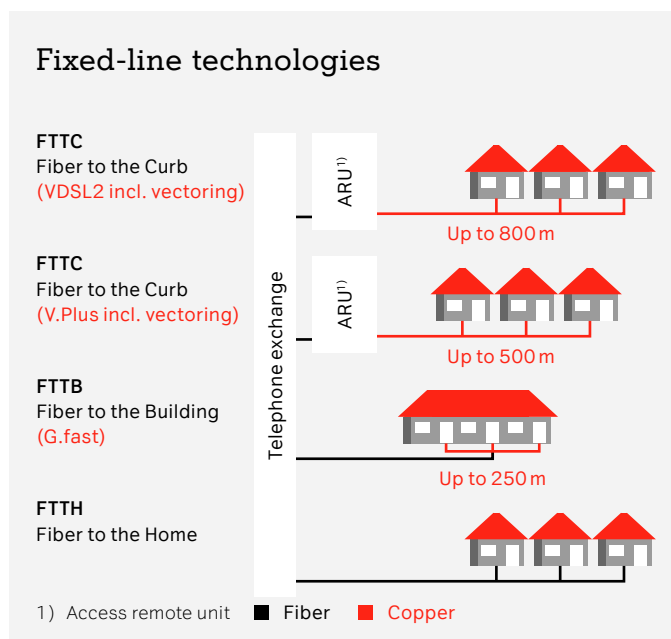 Fixed-line technologies
FTTC
Fiber to the Curb
(VDSL2 incl. vectoring)
ARU¹⁾
Up to 800 m
FTTC
Fiber to the Curb
(V.Plus incl. vectoring)
ARU¹⁾
Up to 500 m
Telephone exchange
FTTB
Fiber to the Building
(G.fast)
Up to 250 m
FTTH
Fiber to the Home
1) Access remote unit Fiber Copper